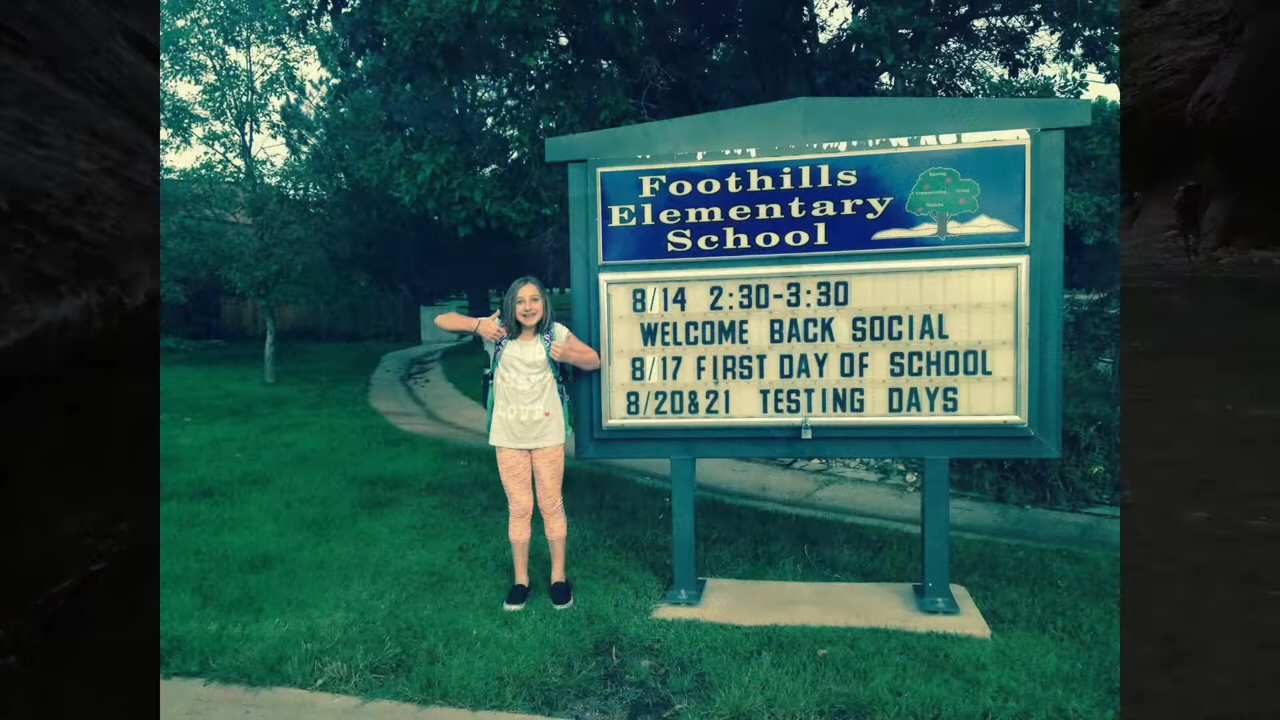 Foothills
Elementary
School
8/14 2:30-3:30
WELCOME BACK SOCIAL
8/17 FIRST DAY OF SCHOOL
8/20&21 TESTING DAYS
LOVE